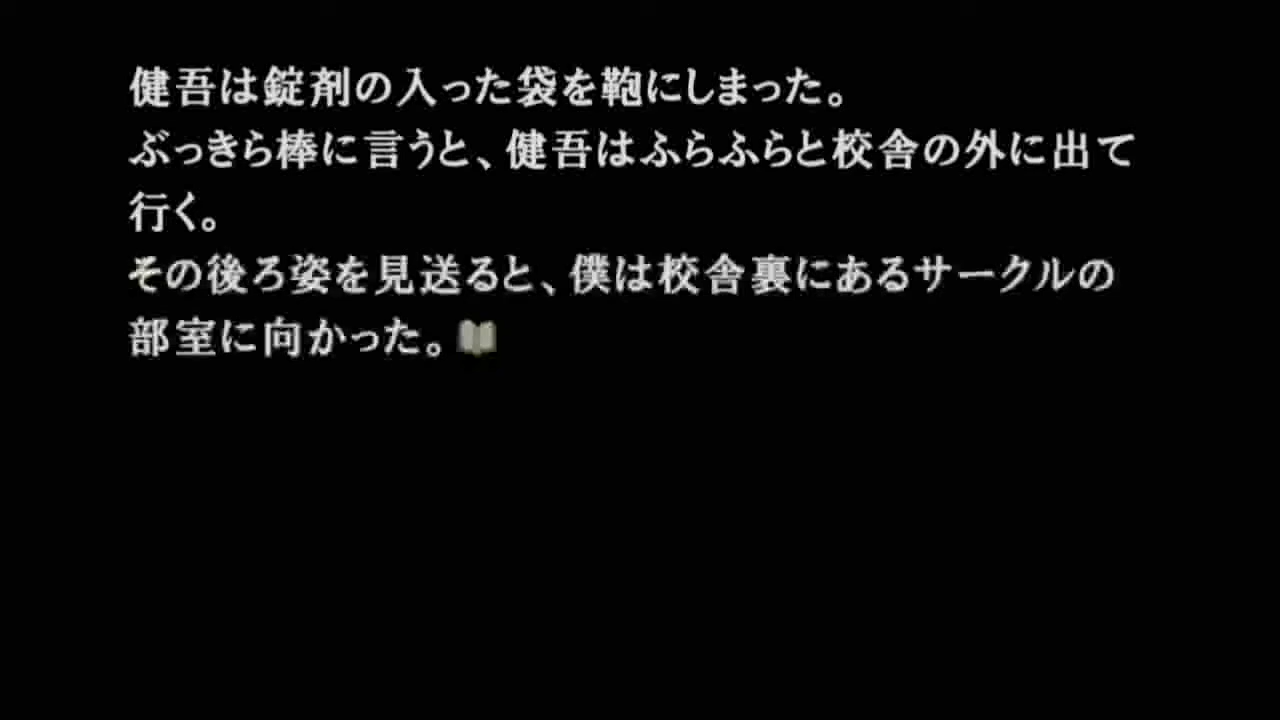 健吾は錠剤の入った袋を鞄にしまった。
ぶっきら棒に言うと、健吾はふらふらと校舎の外に出て
行く。
その後ろ姿を見送ると、僕は校舎裏にあるサークルの
部室に向かった。